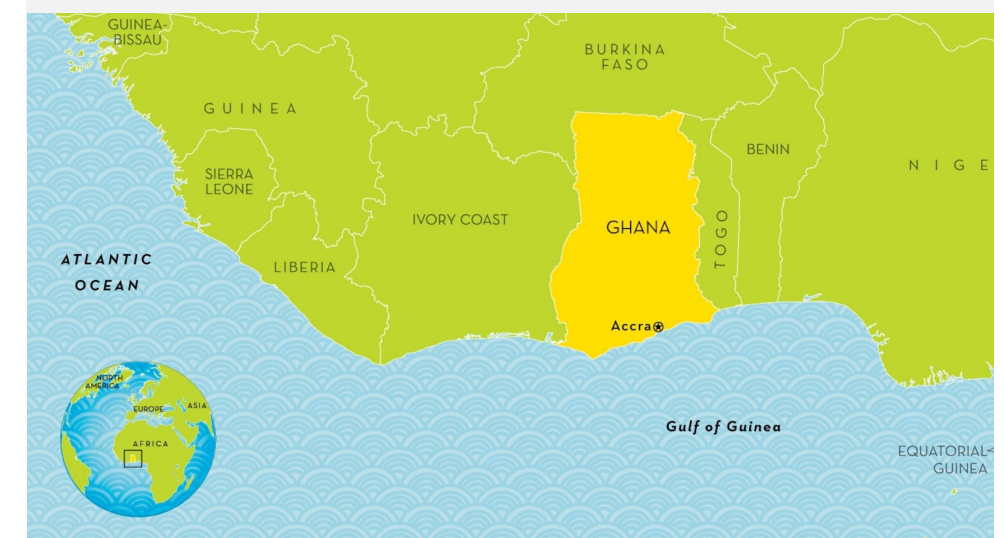 GUINEA-
BISSAU
BURKINA
FASO
GUINEA
BENIN
SIERRA
LEONE
NIGE
IVORY COAST
GHANA
TOGO
ATLANTIC
OCEAN
LIBERIA
Accra
NORTH
AMERICA
EUROPE
ASIA
AFRICA
Gulf of Guinea
EQUATORIAL
GUINEA